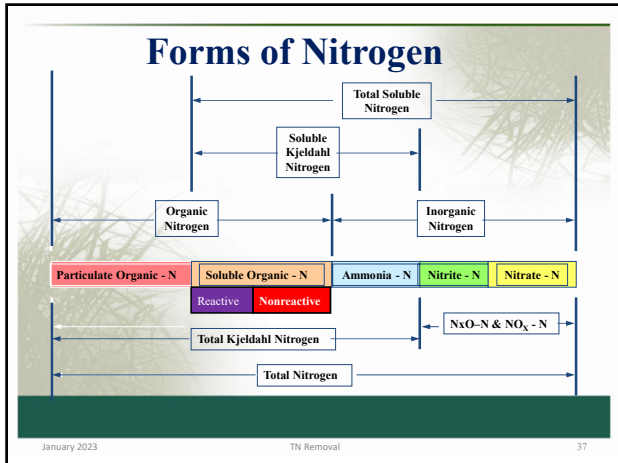 Forms of Nitrogen
Total Soluble
Nitrogen
Soluble
Kjeldahl
Nitrogen
Organic
Nitrogen
Inorganic
Nitrogen
Particulate Organic - N
Soluble Organic - N
Ammonia - N
Nitrite - N
Nitrate - N
Reactive
Nonreactive
Total Kjeldahl Nitrogen
NxO–N & NOX - N
Total Nitrogen
January 2023
TN Removal
37